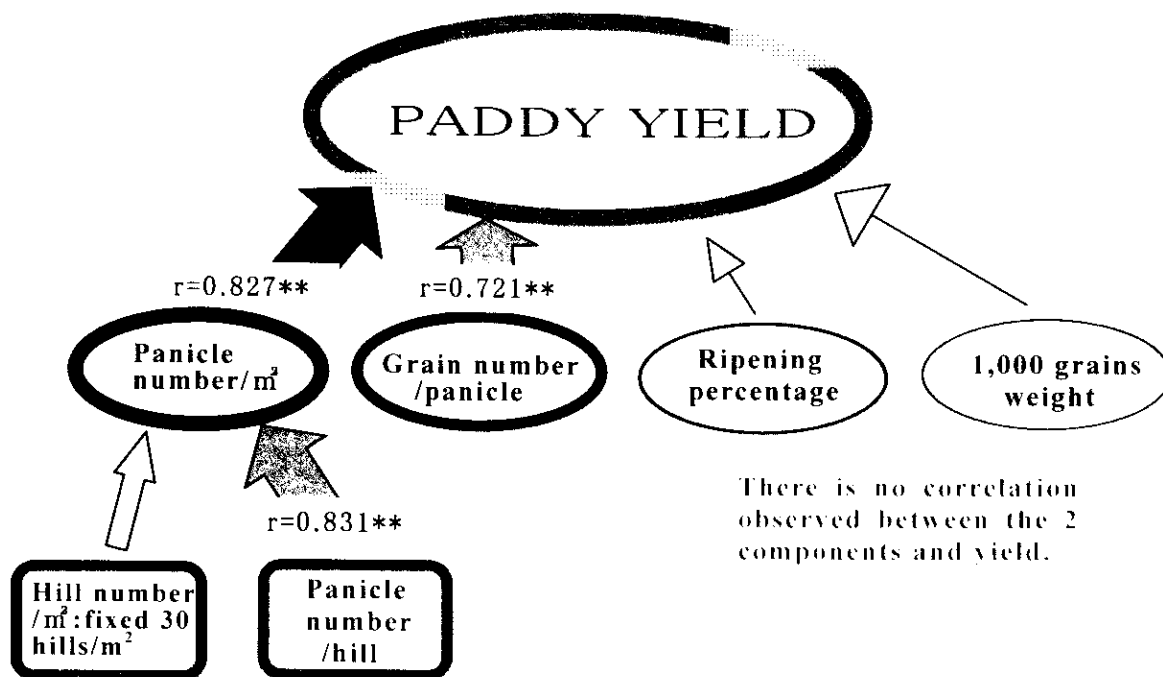 PADDY YIELD
r=0.827**
r=0.721**
Panicle
number/㎡
Grain number
/panicle
Ripening
percentage
1,000 grains
weight
r=0.831**
There is no correlation
observed between the 2
components and yield.
Hill number
/㎡:fixed 30
hills/m²
Panicle
number
/hill